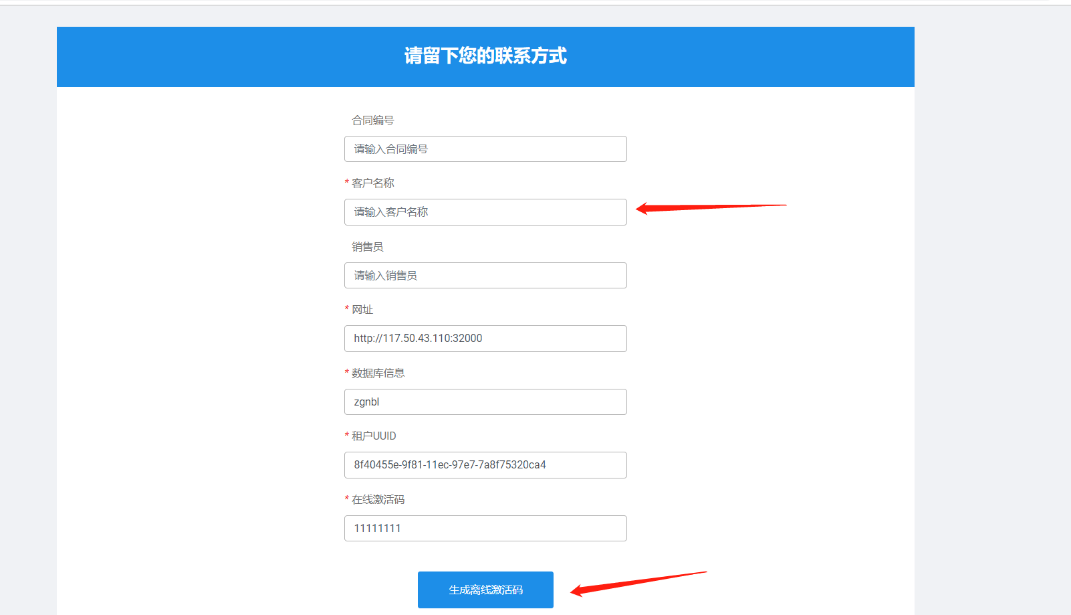 请留下您的联系方式
合同编号
请输入合同编号
* 客户名称
请输入客户名称
销售员
请输入销售员
* 网址
http://117.50.43.110:32000
* 数据库信息
zgnbl
* 租户UUID
8f40455e-9f81-11ec-97e7-7a8f75320ca4
* 在线激活码
11111111
生成离线激活码